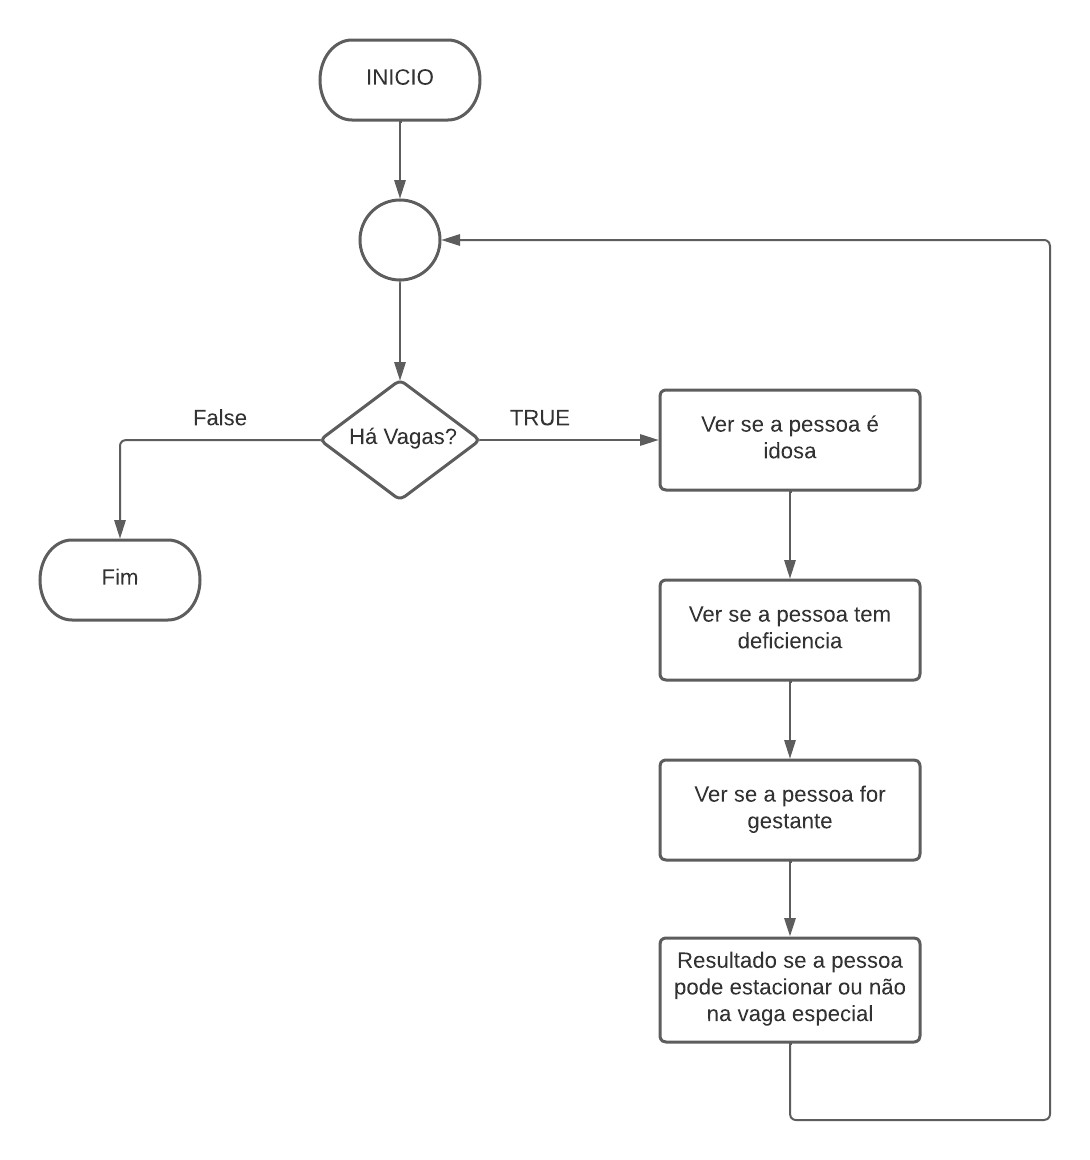 INICIO
False
TRUE
Há Vagas?
Ver se a pessoa é
idosa
Fim
Ver se a pessoa tem
deficiencia
Ver se a pessoa for
gestante
Resultado se a pessoa
pode estacionar ou não
na vaga especial